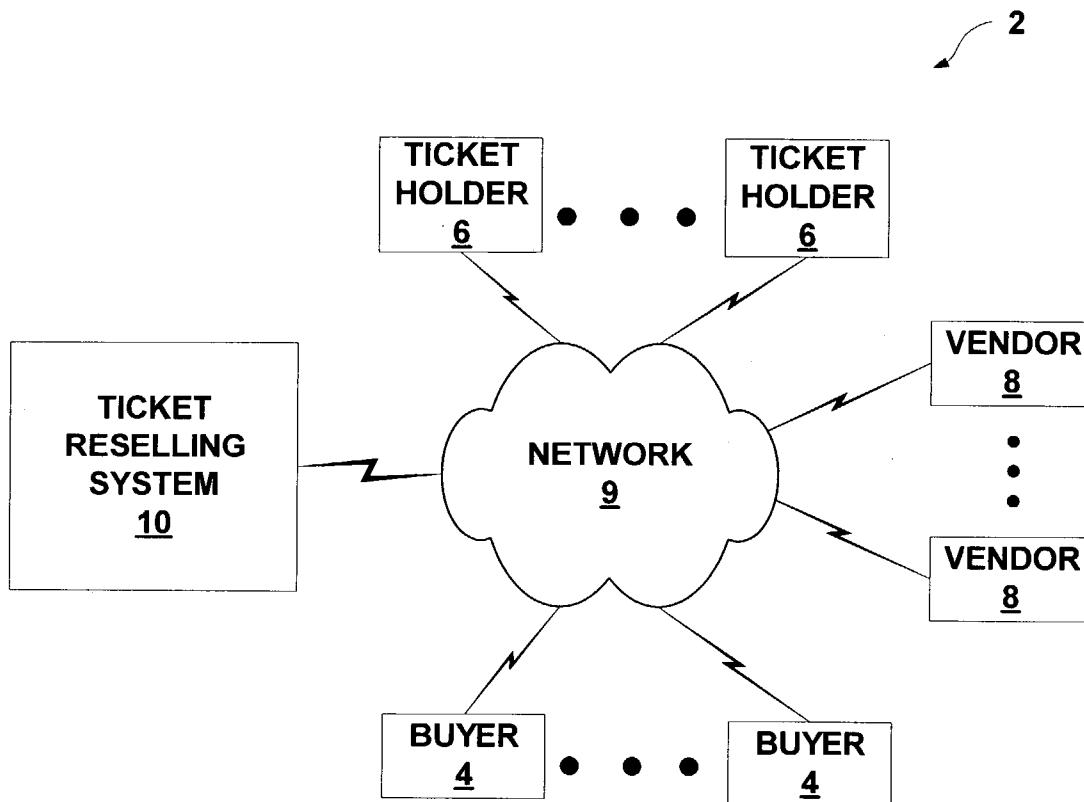 2
TICKET
HOLDER
6
TICKET
HOLDER
6
VENDOR
8
TICKET
RESELLING
SYSTEM
10
NETWORK
9
VENDOR
8
BUYER
4
BUYER
4